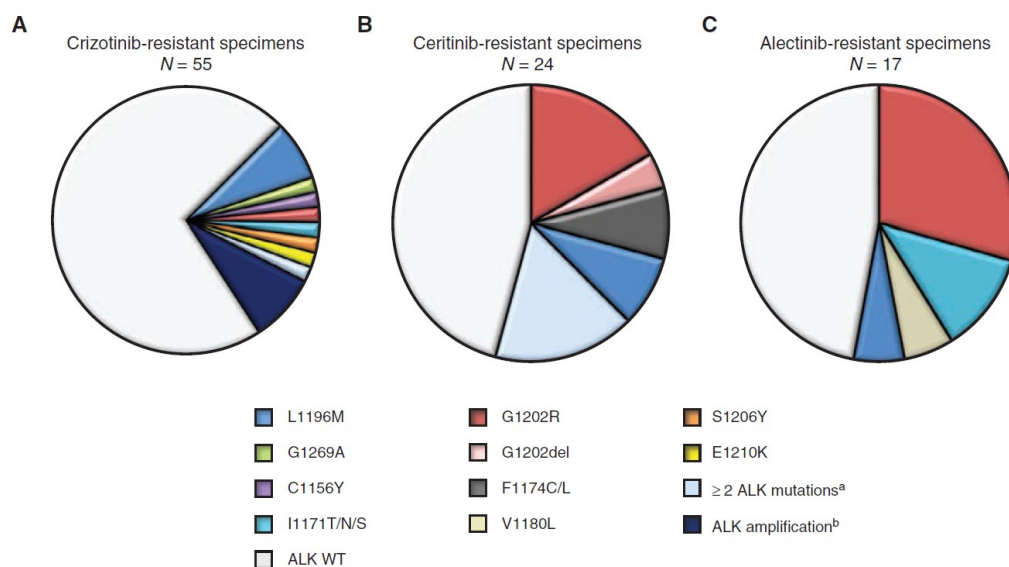 A
Crizotinib-resistant specimens
N = 55
B
Ceritinib-resistant specimens
N = 24
C
Alectinib-resistant specimens
N = 17
L1196M
G1269A
C1156Y
I1171T/N/S
ALK WT
G1202R
G1202del
F1174C/L
V1180L
S1206Y
E1210K
≥ 2 ALK mutationsᵃ
ALK amplificationᵇ